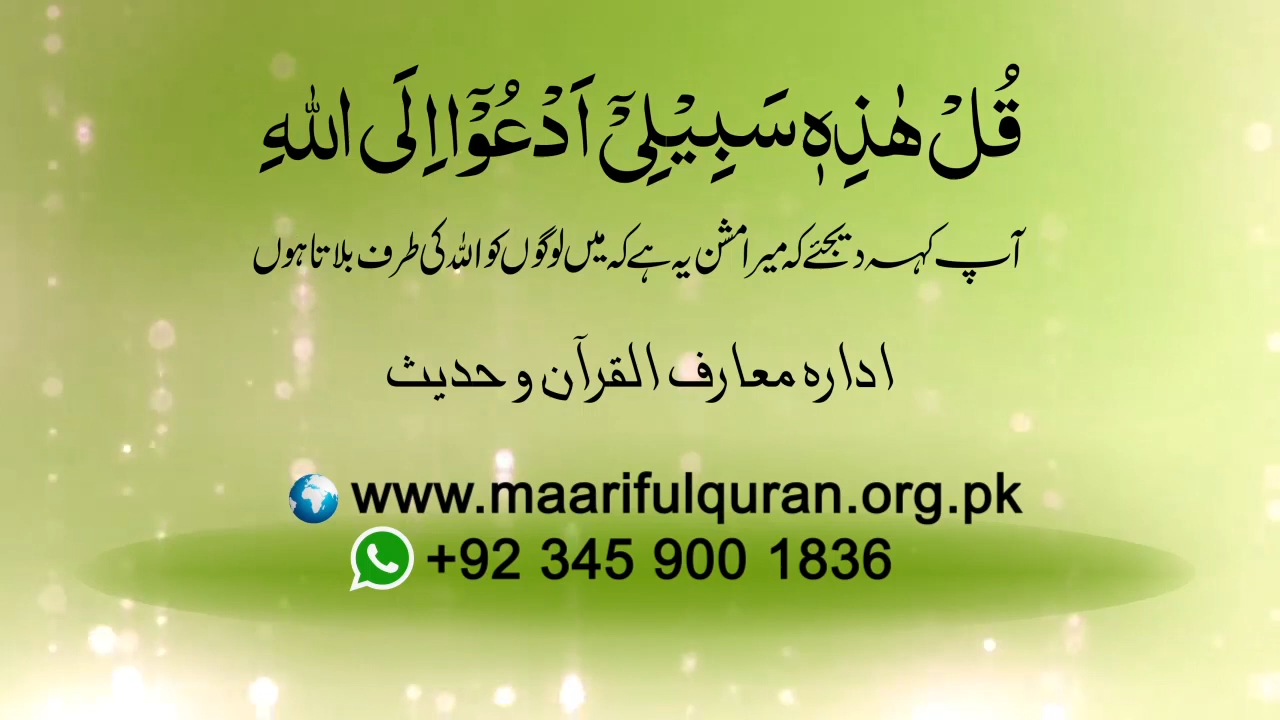 قُلْ هٰذِهٖ سَبِيْلِيْٓ اَدْعُوْٓا اِلَى اللّٰهِ
آپ کہہ دیجئے کہ میرا مشن یہ ہے کہ میں لوگوں کو اللہ کی طرف بلاتا ہوں
ادارہ معارف القرآن و حدیث
www.maarifulquran.org.pk
+92 345 900 1836